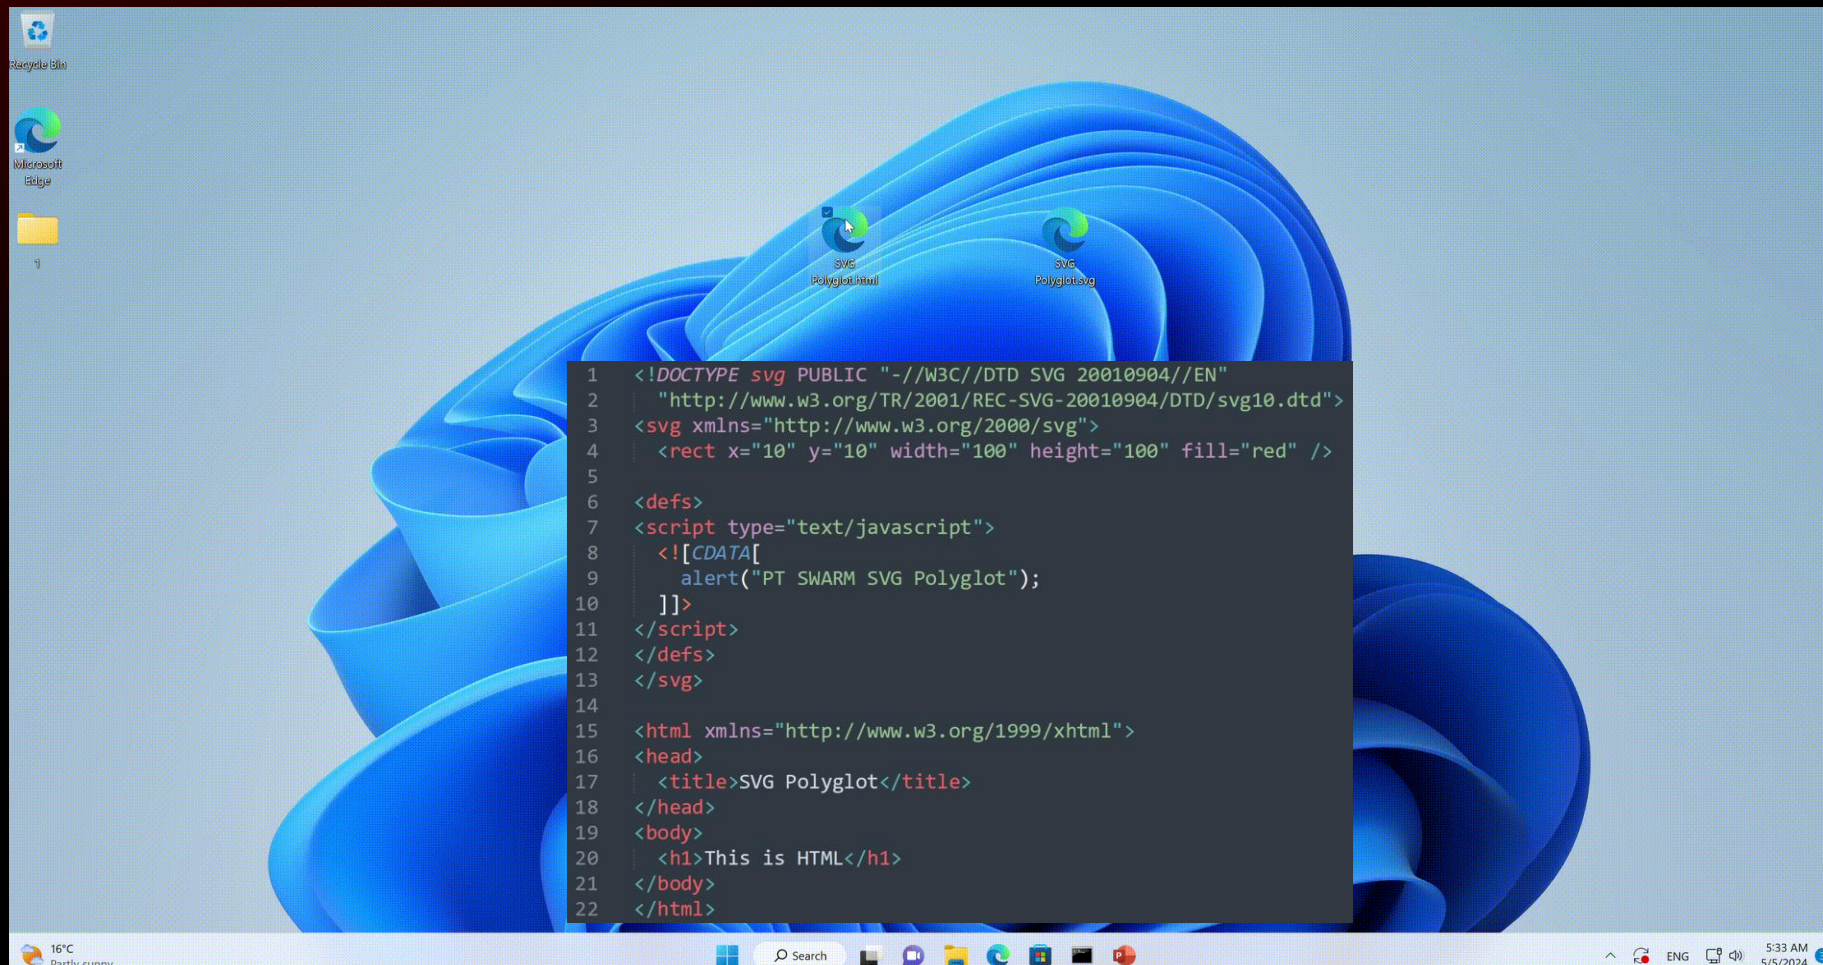 Recycle Bin
Microsoft
Edge
1
SVG
Polyglot.html
SVG
Polyglot.svg
1 <!DOCTYPE svg PUBLIC "-//W3C//DTD SVG 20010904//EN"
2 "http://www.w3.org/TR/2001/REC-SVG-20010904/DTD/svg10.dtd">
3 <svg xmlns="http://www.w3.org/2000/svg">
4 <rect x="10" y="10" width="100" height="100" fill="red" />
5
6 <defs>
7 <script type="text/javascript">
8 <![CDATA[
9 alert("PT SWARM SVG Polyglot");
10 ]]>
11 </script>
12 </defs>
13 </svg>
14
15 <html xmlns="http://www.w3.org/1999/xhtml">
16 <head>
17 <title>SVG Polyglot</title>
18 </head>
19 <body>
20 <h1>This is HTML</h1>
21 </body>
22 </html>
16°C
Partly sunny
Search
ENG
5:33 AM
5/5/2024